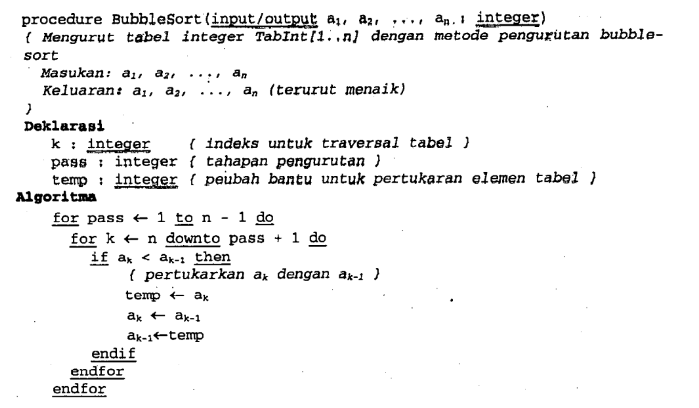 procedure BubbleSort(input/output a₁, a₂, ..., aₙ : integer)
{ Mengurut tabel integer TabInt[1..n] dengan metode pengurutan bubble-
sort
Masukan: a₁, a₂, ..., aₙ
Keluaran: a₁, a₂, ..., aₙ (terurut menaik)
}
Deklarasi
k : integer { indeks untuk traversal tabel }
pass : integer { tahapan pengurutan }
temp : integer { peubah bantu untuk pertukaran elemen tabel }
Algoritma
for pass ← 1 to n - 1 do
for k ← n downto pass + 1 do
if aₖ < aₖ₋₁ then
{ pertukarkan aₖ dengan aₖ₋₁ }
temp ← aₖ
aₖ ← aₖ₋₁
aₖ₋₁←temp
endif
endfor
endfor